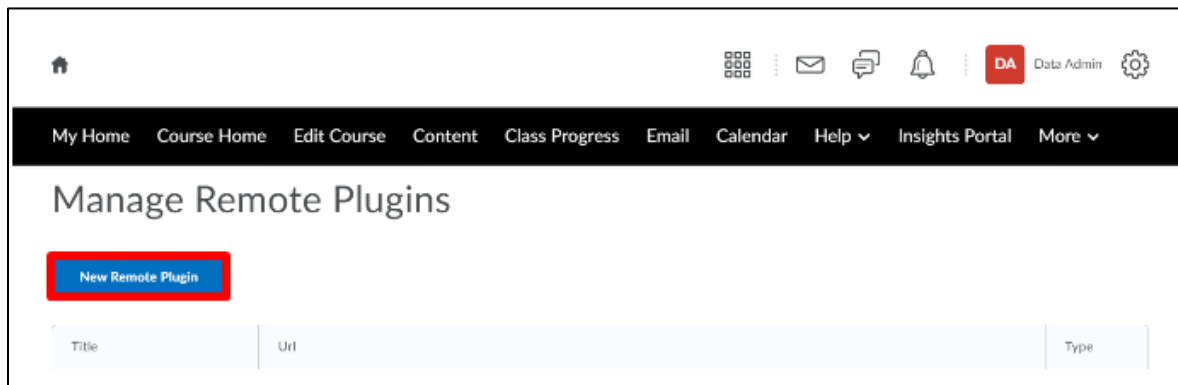 DA Data Admin
My Home Course Home Edit Course Content Class Progress Email Calendar Help Insights Portal More
Manage Remote Plugins
New Remote Plugin
Title Url Type